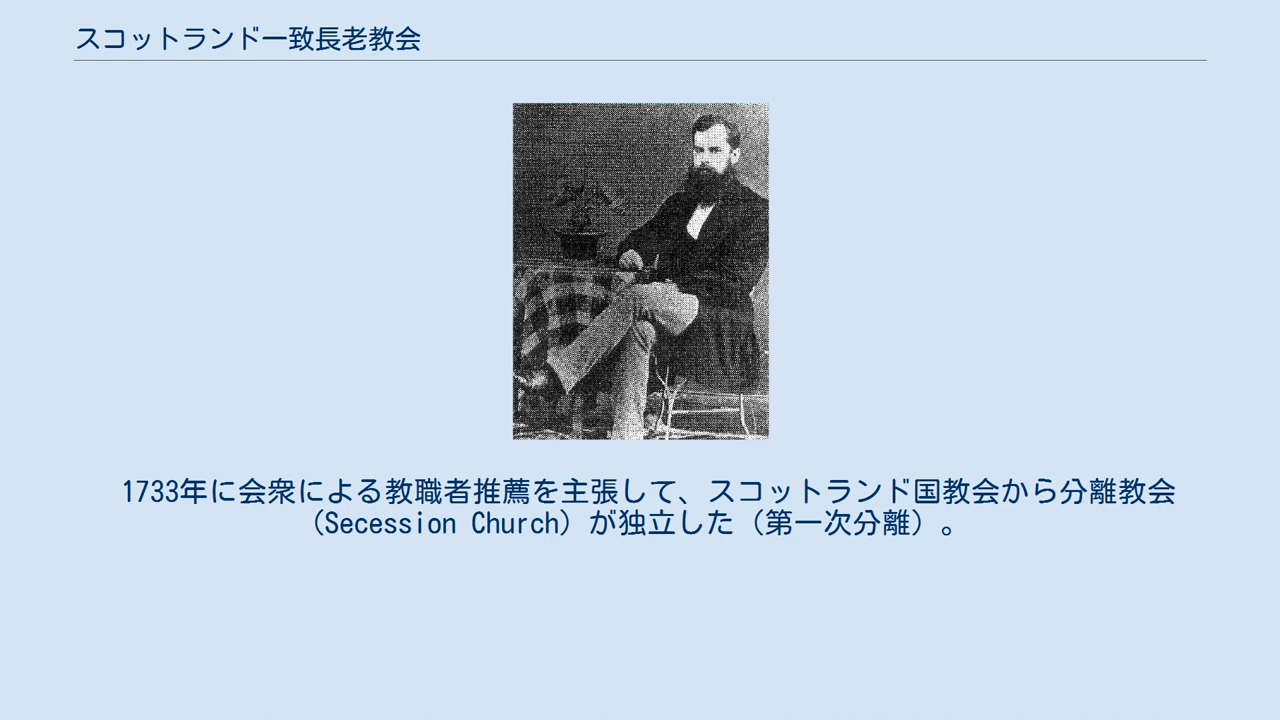 スコットランド一致長老教会
1733年に会衆による教職者推薦を主張して、スコットランド国教会から分離教会
（Secession Church）が独立した（第一次分離）。